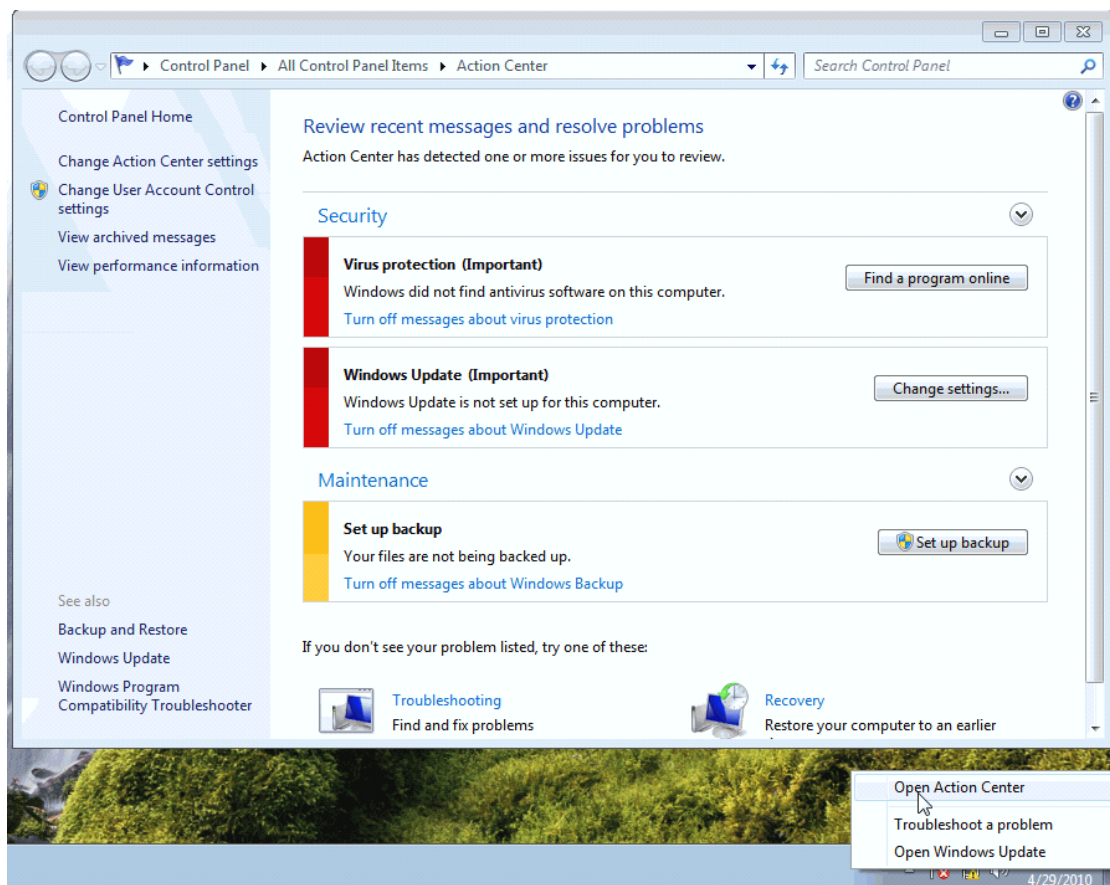 Control Panel ▸ All Control Panel Items ▸ Action Center
Search Control Panel
Control Panel Home
Change Action Center settings
Change User Account Control
settings
View archived messages
View performance information
See also
Backup and Restore
Windows Update
Windows Program
Compatibility Troubleshooter
Review recent messages and resolve problems
Action Center has detected one or more issues for you to review.
Security
Virus protection (Important)
Windows did not find antivirus software on this computer.
Turn off messages about virus protection
Find a program online
Windows Update (Important)
Windows Update is not set up for this computer.
Turn off messages about Windows Update
Change settings...
Maintenance
Set up backup
Your files are not being backed up.
Turn off messages about Windows Backup
Set up backup
If you don't see your problem listed, try one of these:
Troubleshooting
Find and fix problems
Recovery
Restore your computer to an earlier
Open Action Center
Troubleshoot a problem
Open Windows Update
4/29/2010